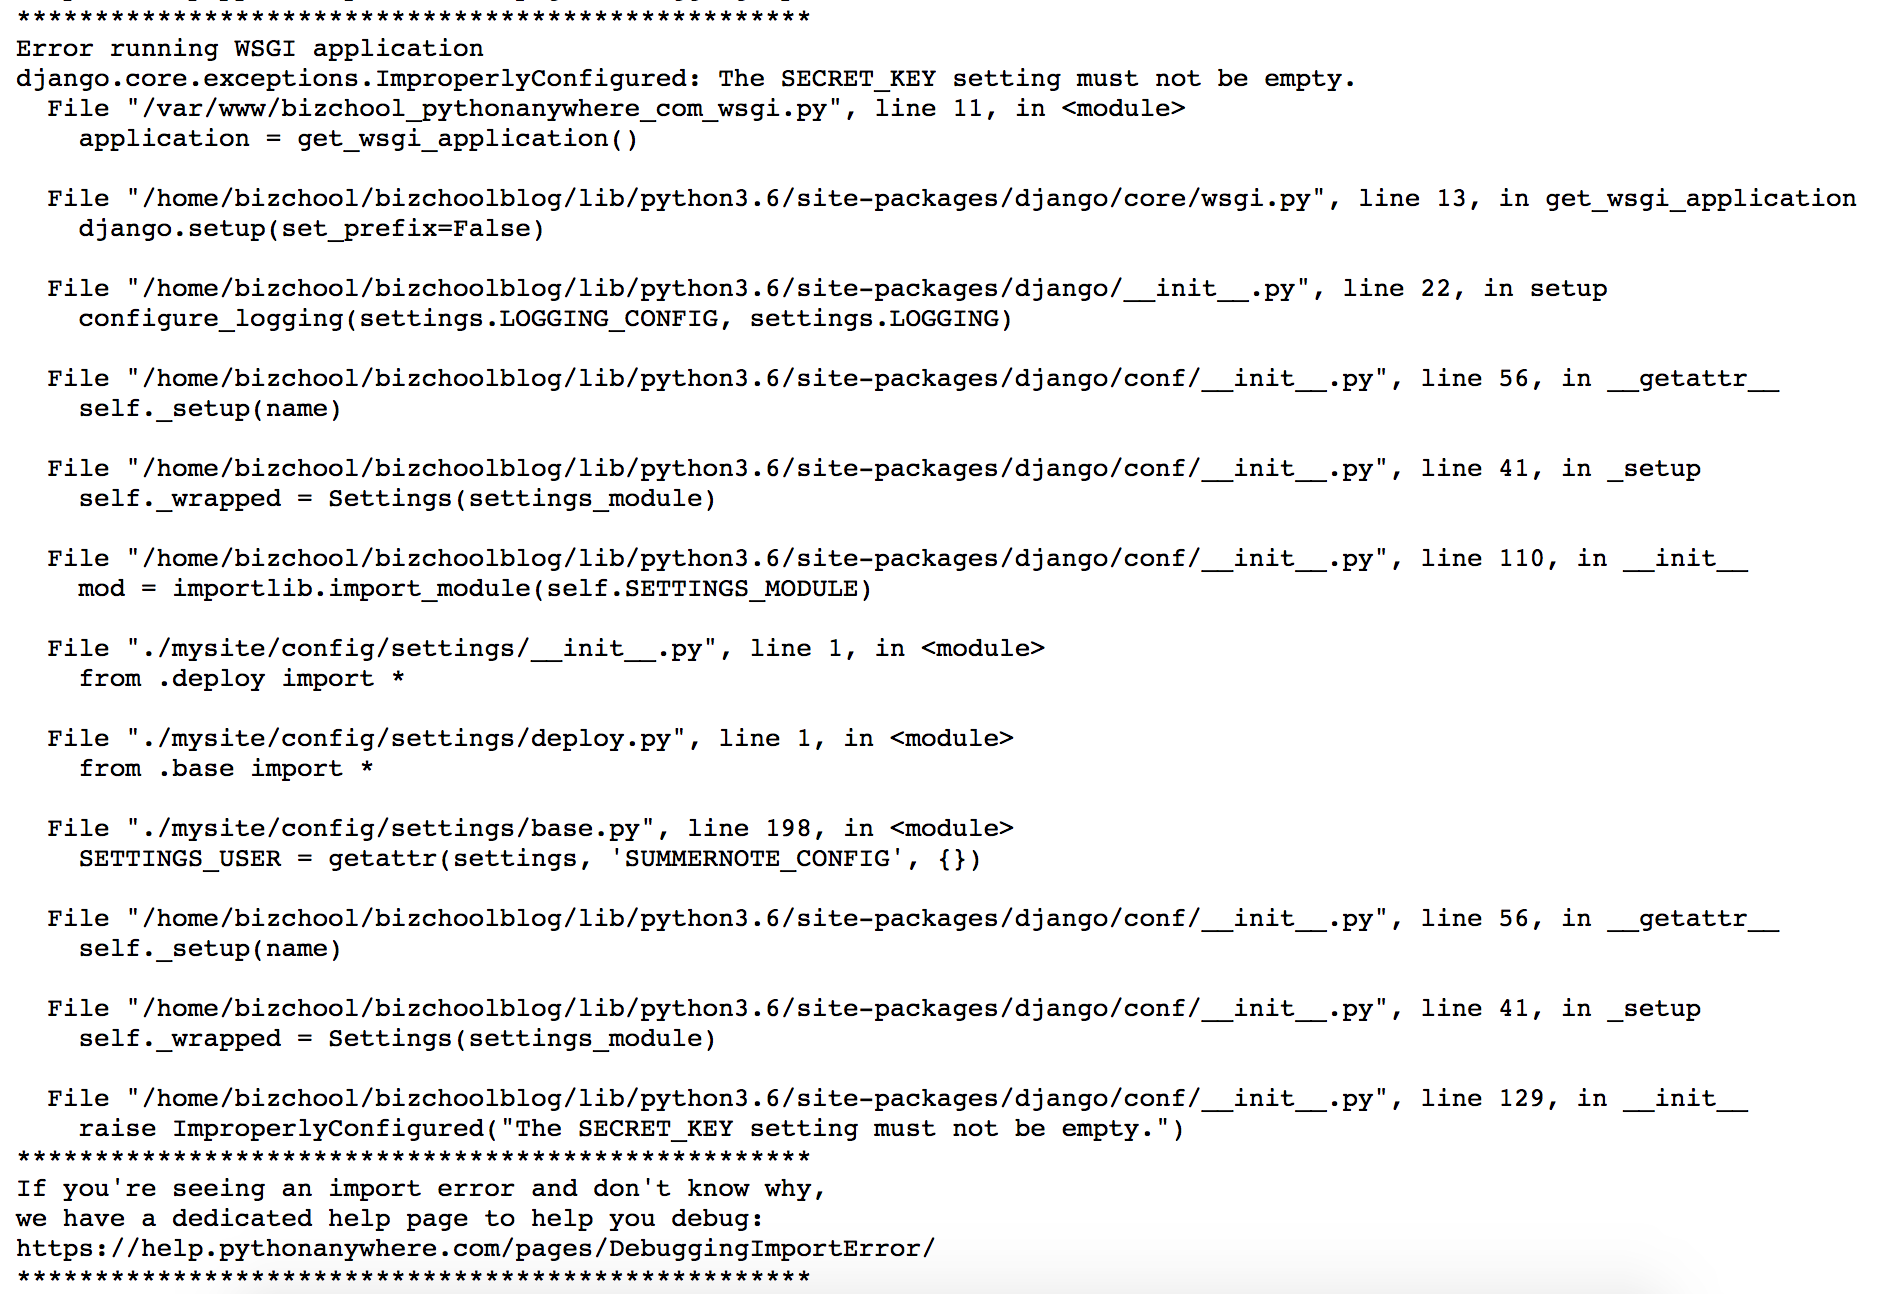 ***************************************************
Error running WSGI application
django.core.exceptions.ImproperlyConfigured: The SECRET_KEY setting must not be empty.
  File "/var/www/bizchool_pythonanywhere_com_wsgi.py", line 11, in <module>
    application = get_wsgi_application()

  File "/home/bizchool/bizchoolblog/lib/python3.6/site-packages/django/core/wsgi.py", line 13, in get_wsgi_application
    django.setup(set_prefix=False)

  File "/home/bizchool/bizchoolblog/lib/python3.6/site-packages/django/__init__.py", line 22, in setup
    configure_logging(settings.LOGGING_CONFIG, settings.LOGGING)

  File "/home/bizchool/bizchoolblog/lib/python3.6/site-packages/django/conf/__init__.py", line 56, in __getattr__
    self._setup(name)

  File "/home/bizchool/bizchoolblog/lib/python3.6/site-packages/django/conf/__init__.py", line 41, in _setup
    self._wrapped = Settings(settings_module)

  File "/home/bizchool/bizchoolblog/lib/python3.6/site-packages/django/conf/__init__.py", line 110, in __init__
    mod = importlib.import_module(self.SETTINGS_MODULE)

  File "./mysite/config/settings/__init__.py", line 1, in <module>
    from .deploy import *

  File "./mysite/config/settings/deploy.py", line 1, in <module>
    from .base import *

  File "./mysite/config/settings/base.py", line 198, in <module>
    SETTINGS_USER = getattr(settings, 'SUMMERNOTE_CONFIG', {})

  File "/home/bizchool/bizchoolblog/lib/python3.6/site-packages/django/conf/__init__.py", line 56, in __getattr__
    self._setup(name)

  File "/home/bizchool/bizchoolblog/lib/python3.6/site-packages/django/conf/__init__.py", line 41, in _setup
    self._wrapped = Settings(settings_module)

  File "/home/bizchool/bizchoolblog/lib/python3.6/site-packages/django/conf/__init__.py", line 129, in __init__
    raise ImproperlyConfigured("The SECRET_KEY setting must not be empty.")
***************************************************
If you're seeing an import error and don't know why,
we have a dedicated help page to help you debug:
https://help.pythonanywhere.com/pages/DebuggingImportError/
***************************************************